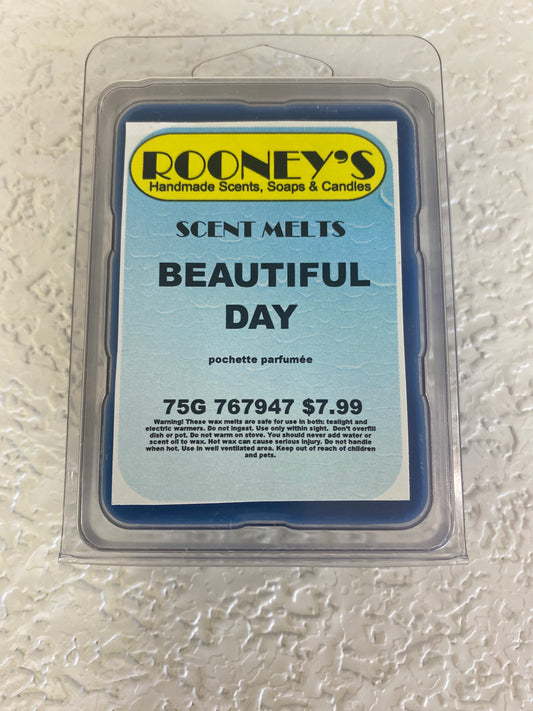 ROONEY'S
Handmade Scents, Soaps & Candles
SCENT MELTS
BEAUTIFUL
DAY
pochette parfumée
75G 767947 $7.99
Warning! These wax melts are safe for use in both: tealight and
electric warmers. Do not ingest. Use only within sight. Don't overfill
dish or pot. Do not warm on stove. You should never add water or
scent oil to wax. Hot wax can cause serious injury. Do not handle
when hot. Use in well ventilated area. Keep out of reach of children
and pets.